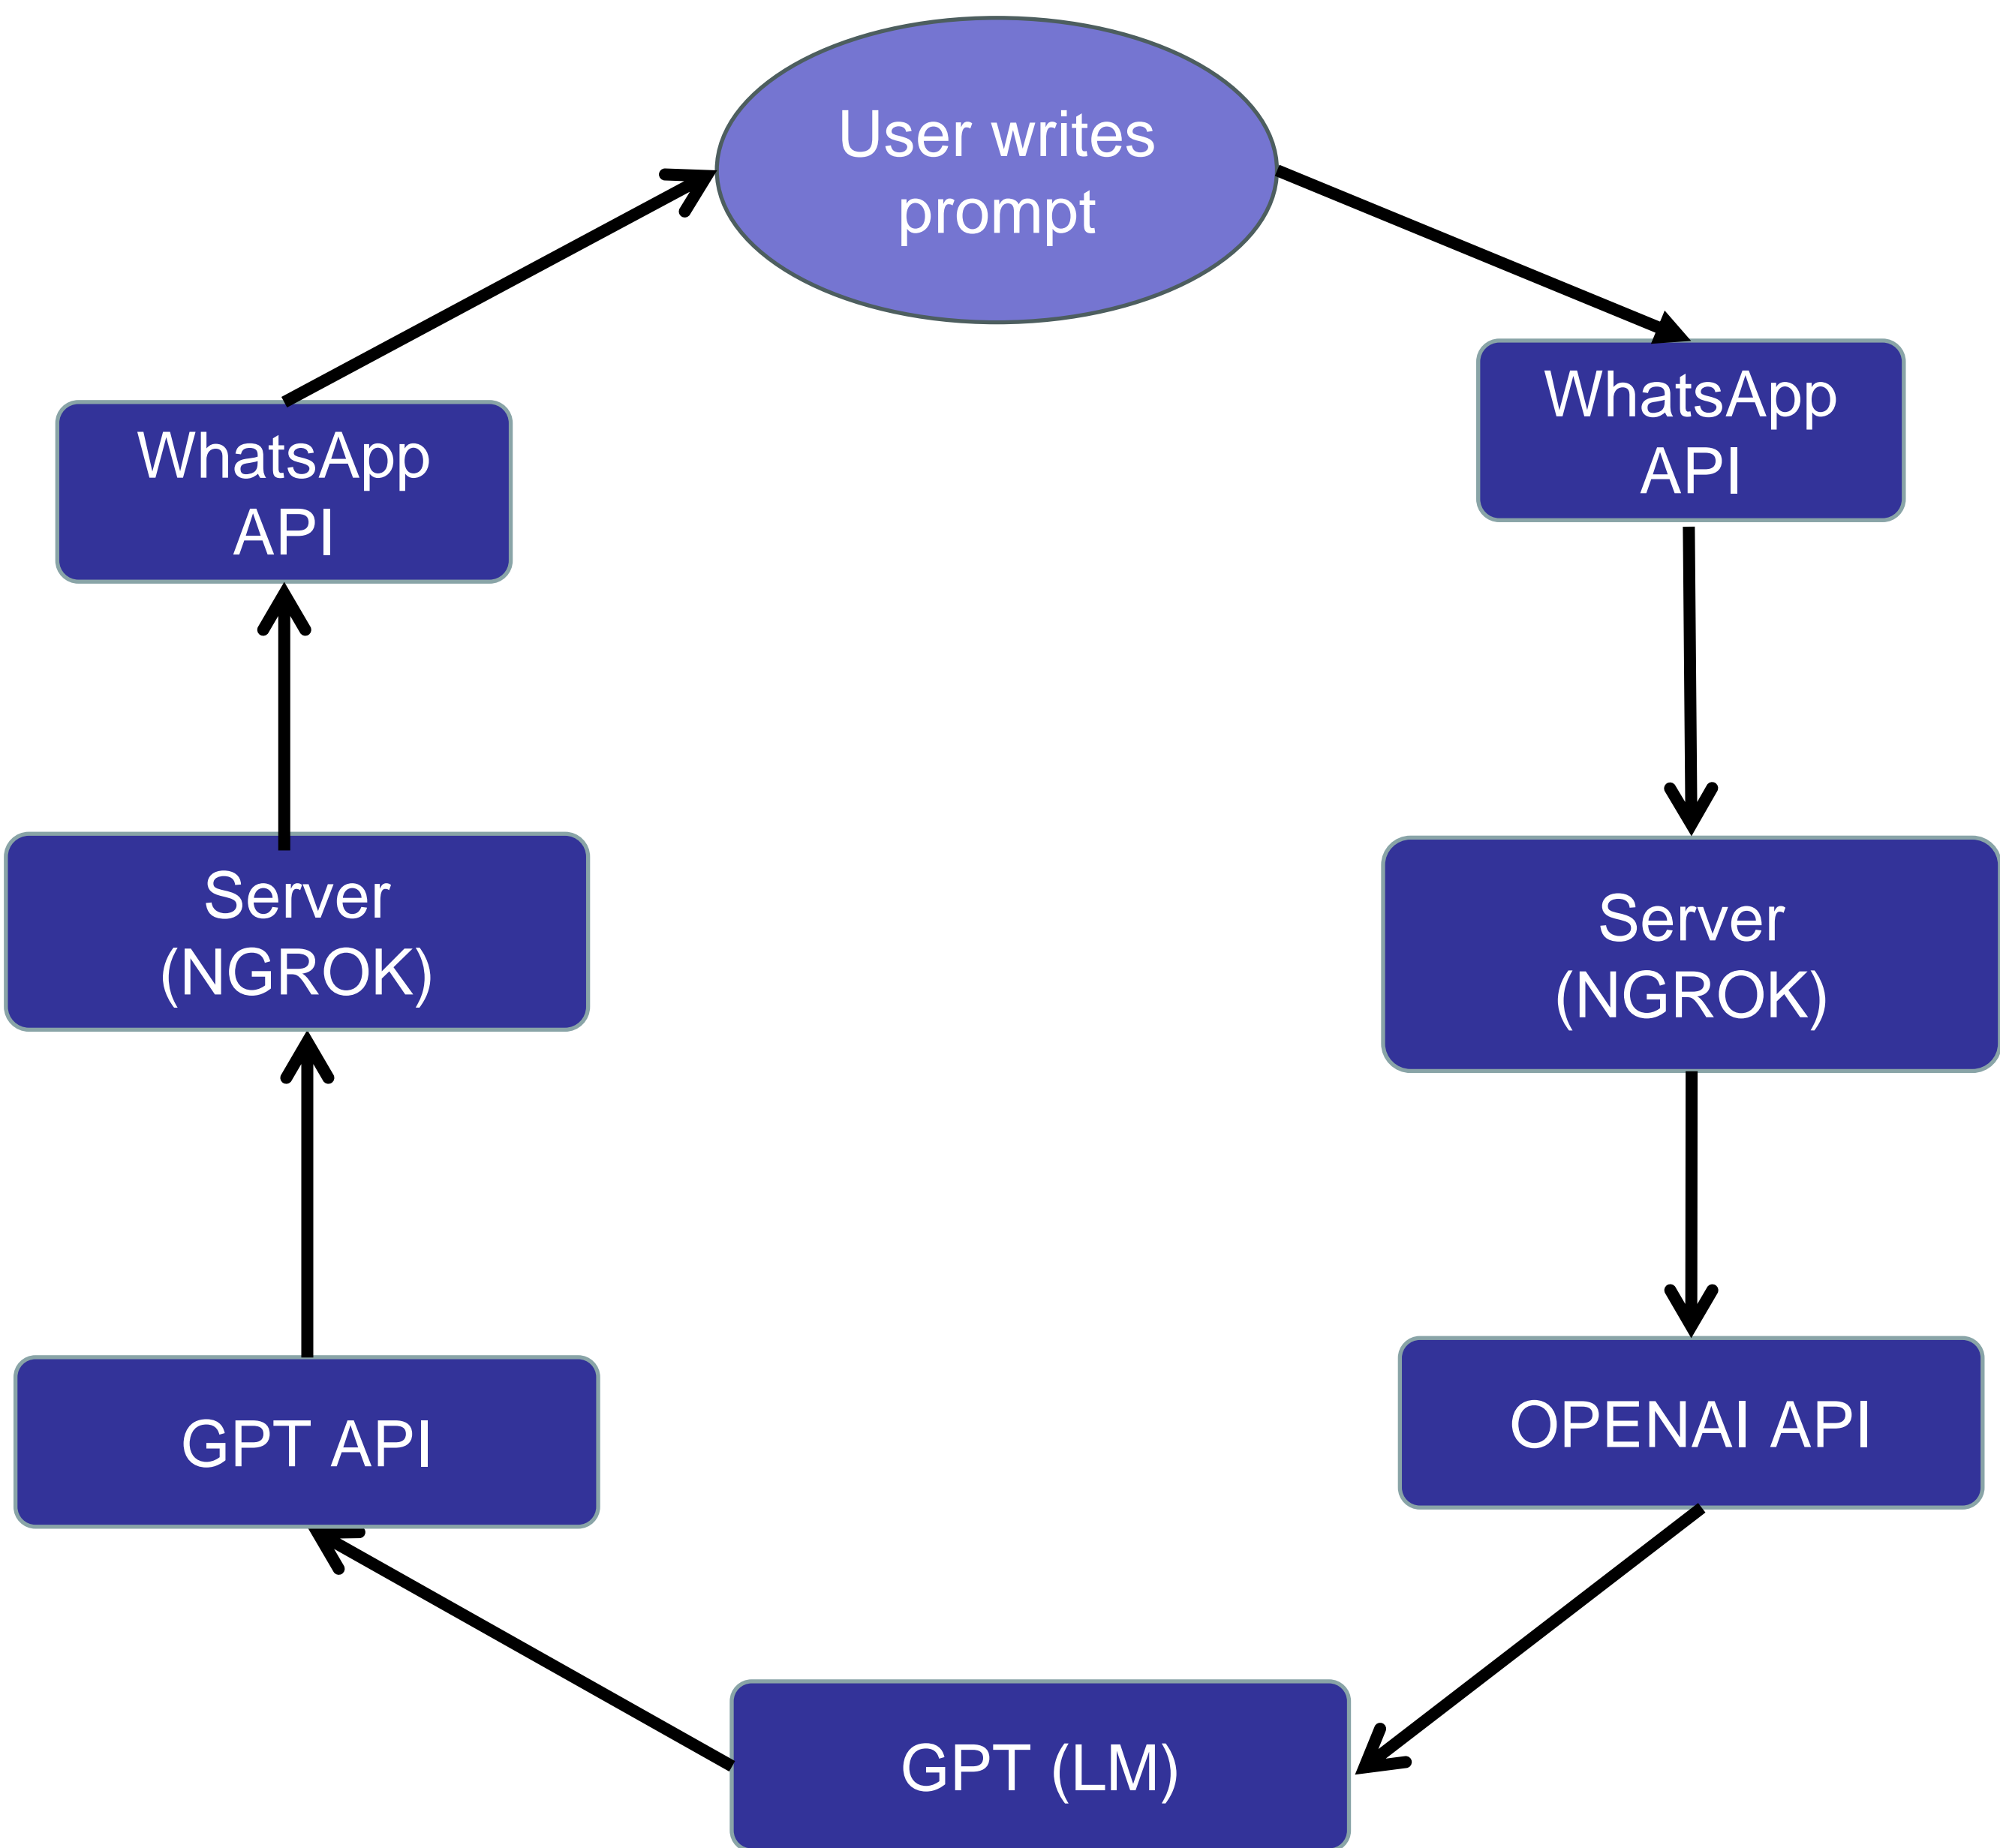 User writes
prompt
WhatsApp
API
WhatsApp
API
Server
(NGROK)
Server
(NGROK)
GPT API
OPENAI API
GPT (LM)